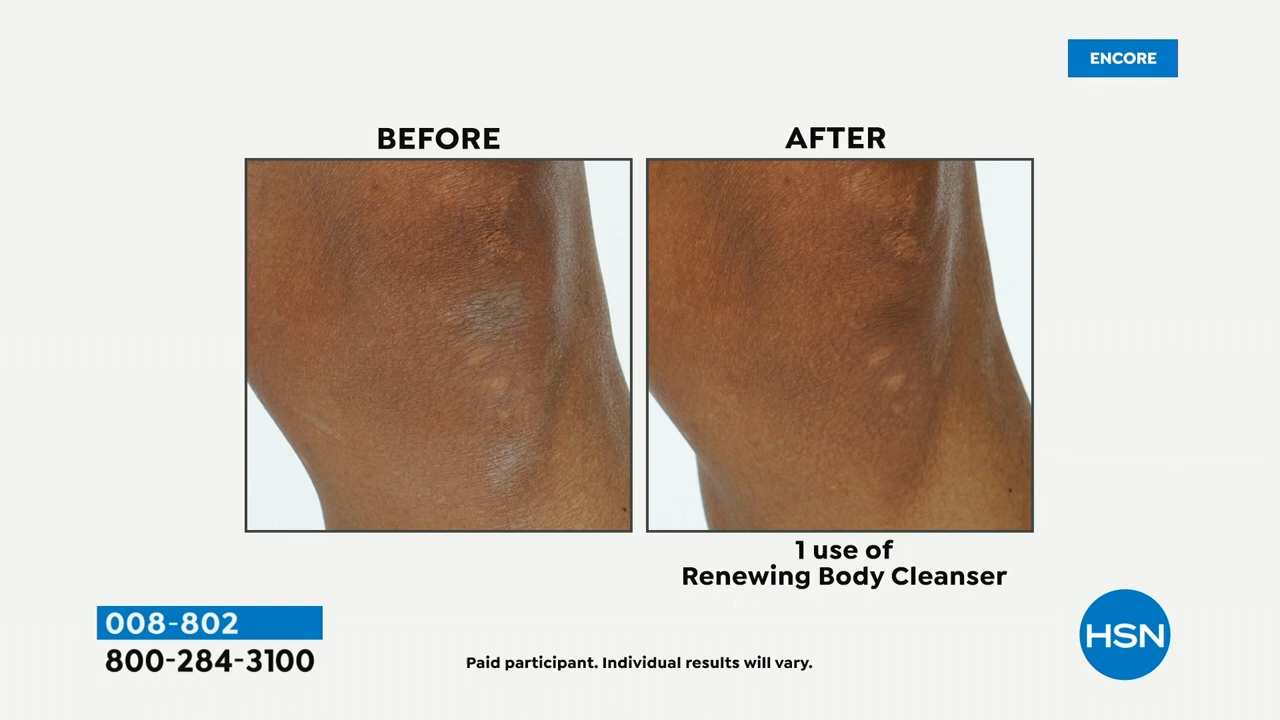 ENCORE
BEFORE
AFTER
1 use of
Renewing Body Cleanser
008-802
800-284-3100
Paid participant. Individual results will vary.
HSN